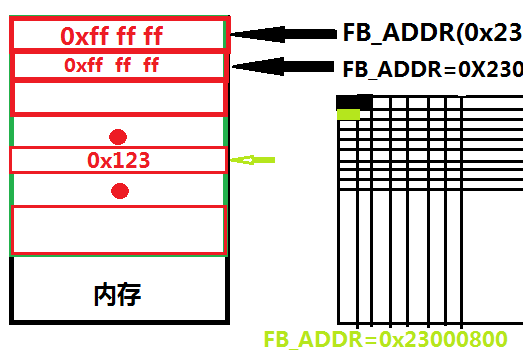 0xff ff ff
FB_ADDR(0x23
0xff ff ff
FB_ADDR=0X230
0x123
内存
FB_ADDR=0x23000800